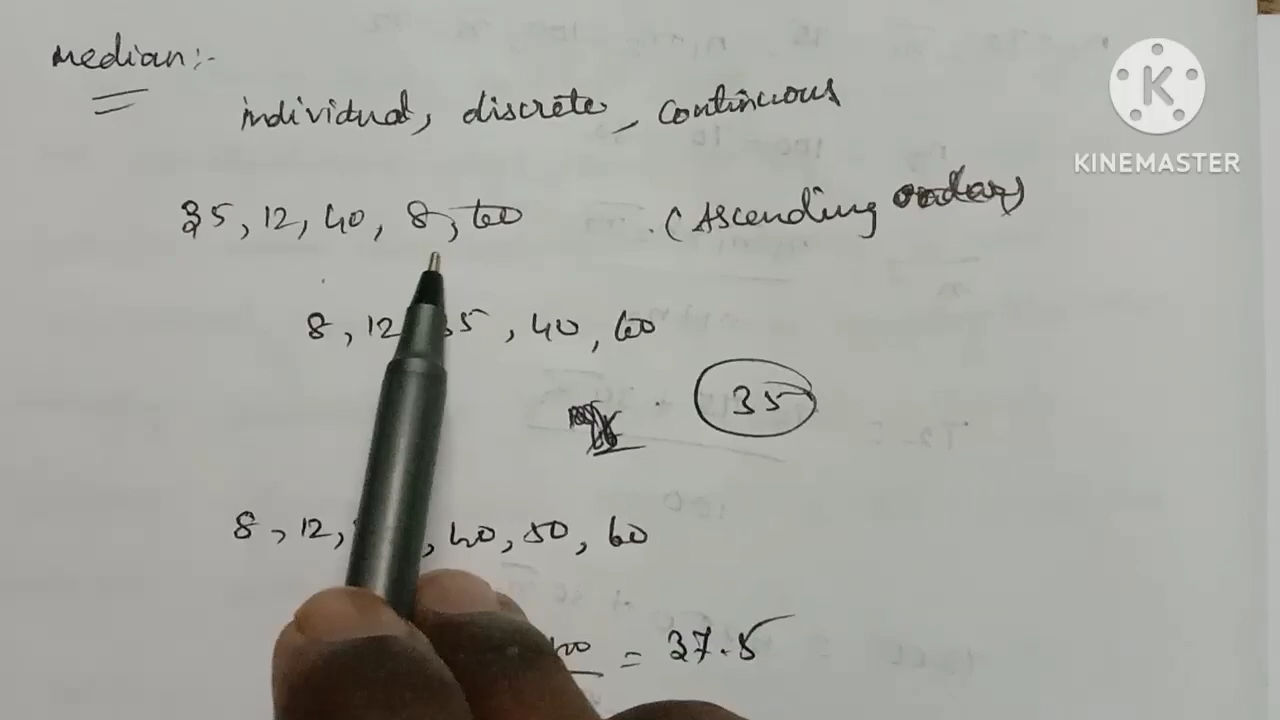 Median:-
individual, discrete, continuous
K
KINEMASTER
35, 12, 40, 8, 60
(Ascending order)
8, 12 35, 40, 60
35
8, 12, , 40, 50, 60
= 37.5